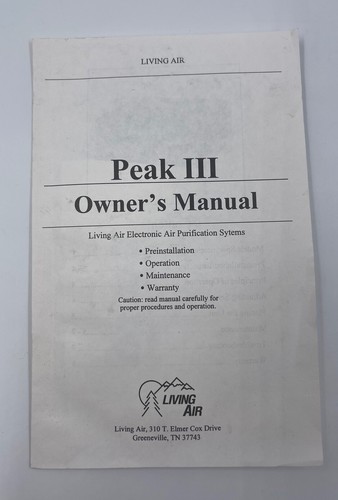 LIVING AIR
Peak III
Owner's Manual
Living Air Electronic Air Purification Sytems
• Preinstallation
• Operation
• Maintenance
• Warranty
Caution: read manual carefully for
proper procedures and operation.
LIVING
AIR
Living Air, 310 T. Elmer Cox Drive
Greeneville, TN 37743